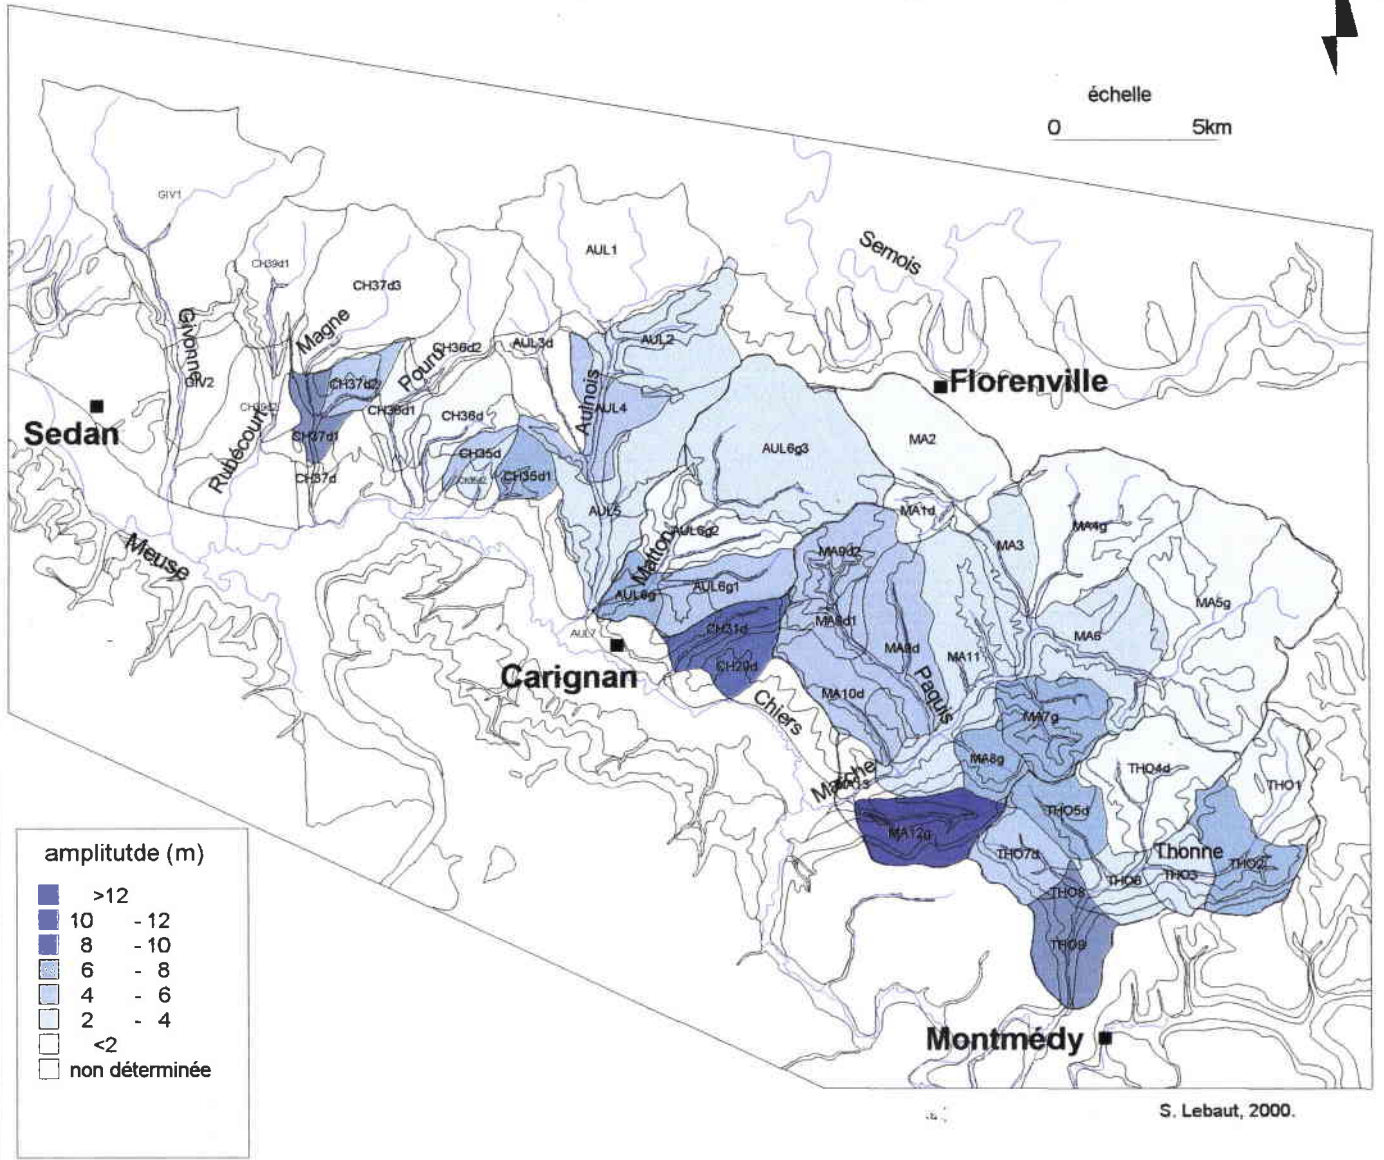 échelle
0 5km
GIV1
AUL1
Semois
CH39d1
CH37d3
Magne
Givonne
AUL3d
AUL2
CH36d2
Pouru
Florenville
GIV2
CH37d2
Aulnois
AUL4
Sedan
Rubécourt
CH36d
CH37d1
MA2
AUL6g3
CH35d
CH35d1
CH37d
AUL5
MA1d
MA4g
AUL6g2
MA3
Meuse
Matton
MA9d2
AUL6g1
AUL6g
MA5g
AUL7
CH31d
MA6
MA9d
MA11
Carignan
CH29d
Paquis
MA10d
Chiers
MA7g
MA8g
THO4d
Marche
THO1
THO5d
MA12g
THO7d
Thonne
THO2
THO6
THO3
THO8
THO9
Montmédy
amplitutde (m)
>12
10 - 12
8 - 10
6 - 8
4 - 6
2 - 4
<2
non déterminée
S. Lebaut, 2000.